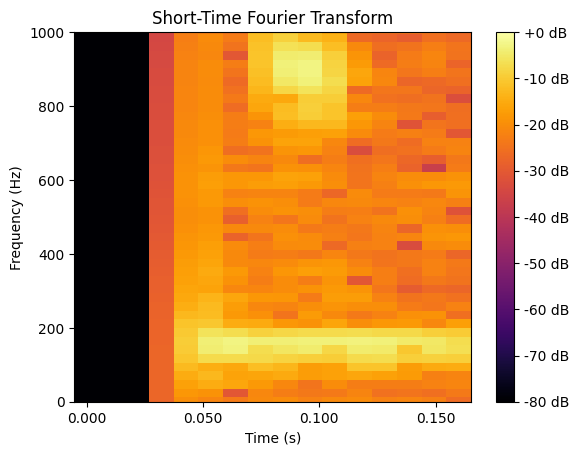 Short-Time Fourier Transform
Frequency (Hz)
1000
800
600
400
200
0
0.000
0.050
0.100
0.150
Time (s)
+0 dB
-10 dB
-20 dB
-30 dB
-40 dB
-50 dB
-60 dB
-70 dB
-80 dB